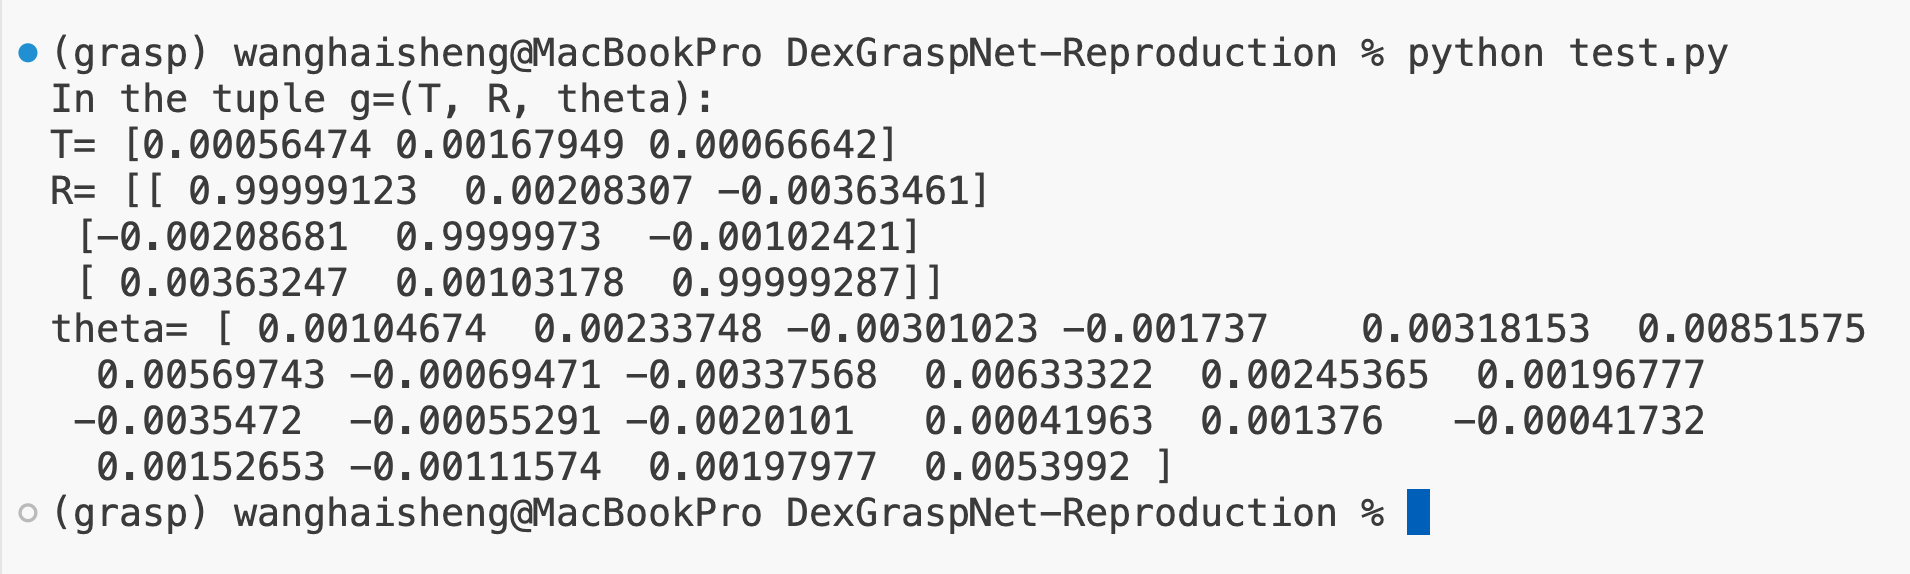 (grasp) wanghaisheng@MacBookPro DexGraspNet-Reproduction % python test.py
In the tuple g=(T, R, theta):
T= [0.00056474 0.00167949 0.00066642]
R= [[ 0.99999123  0.00208307 -0.00363461]
 [-0.00208681  0.9999973  -0.00102421]
 [ 0.00363247  0.00103178  0.99999287]]
theta= [ 0.00104674  0.00233748 -0.00301023 -0.001737    0.00318153  0.00851575
  0.00569743 -0.00069471 -0.00337568  0.00633322  0.00245365  0.00196777
 -0.0035472  -0.00055291 -0.0020101   0.00041963  0.001376   -0.00041732
  0.00152653 -0.00111574  0.00197977  0.0053992 ]
(grasp) wanghaisheng@MacBookPro DexGraspNet-Reproduction %